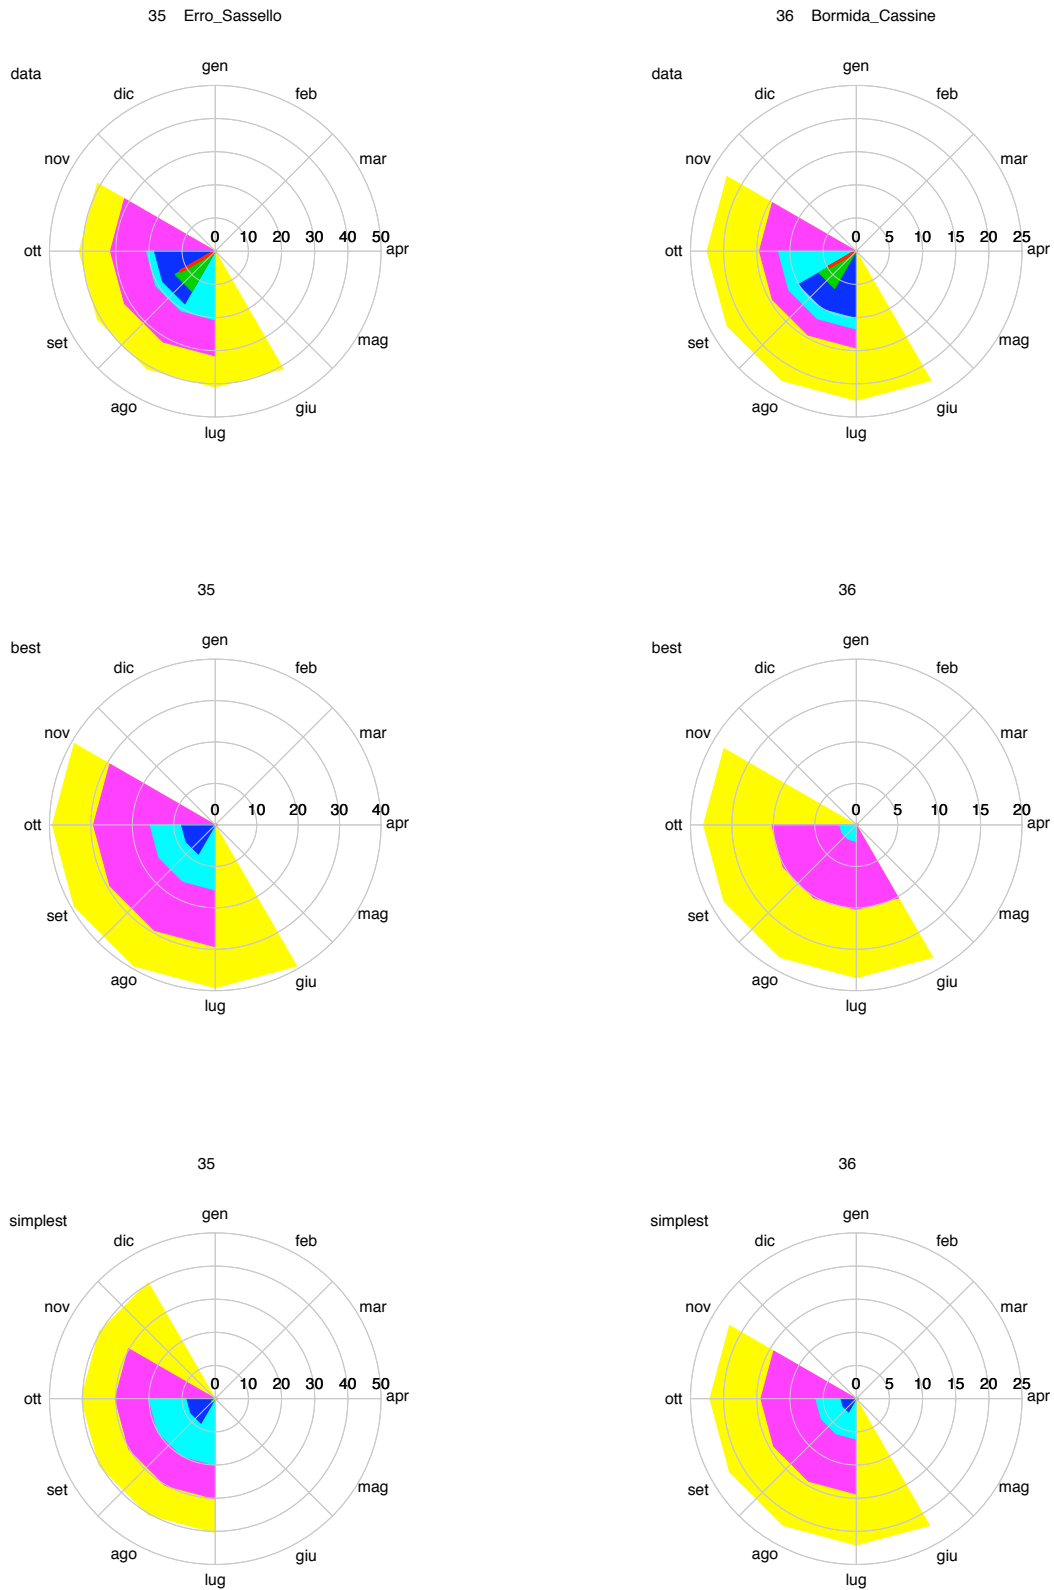 35 Erro_Sassello
data
gen
feb
mar
apr
mag
giu
lug
ago
set
ott
nov
dic
0 10 20 30 40 50
36 Bormida_Cassine
data
gen
feb
mar
apr
mag
giu
lug
ago
set
ott
nov
dic
0 5 10 15 20 25
35
best
gen
feb
mar
apr
mag
giu
lug
ago
set
ott
nov
dic
0 10 20 30 40
36
best
gen
feb
mar
apr
mag
giu
lug
ago
set
ott
nov
dic
0 5 10 15 20
35
simplest
gen
feb
mar
apr
mag
giu
lug
ago
set
ott
nov
dic
0 10 20 30 40 50
36
simplest
gen
feb
mar
apr
mag
giu
lug
ago
set
ott
nov
dic
0 5 10 15 20 25